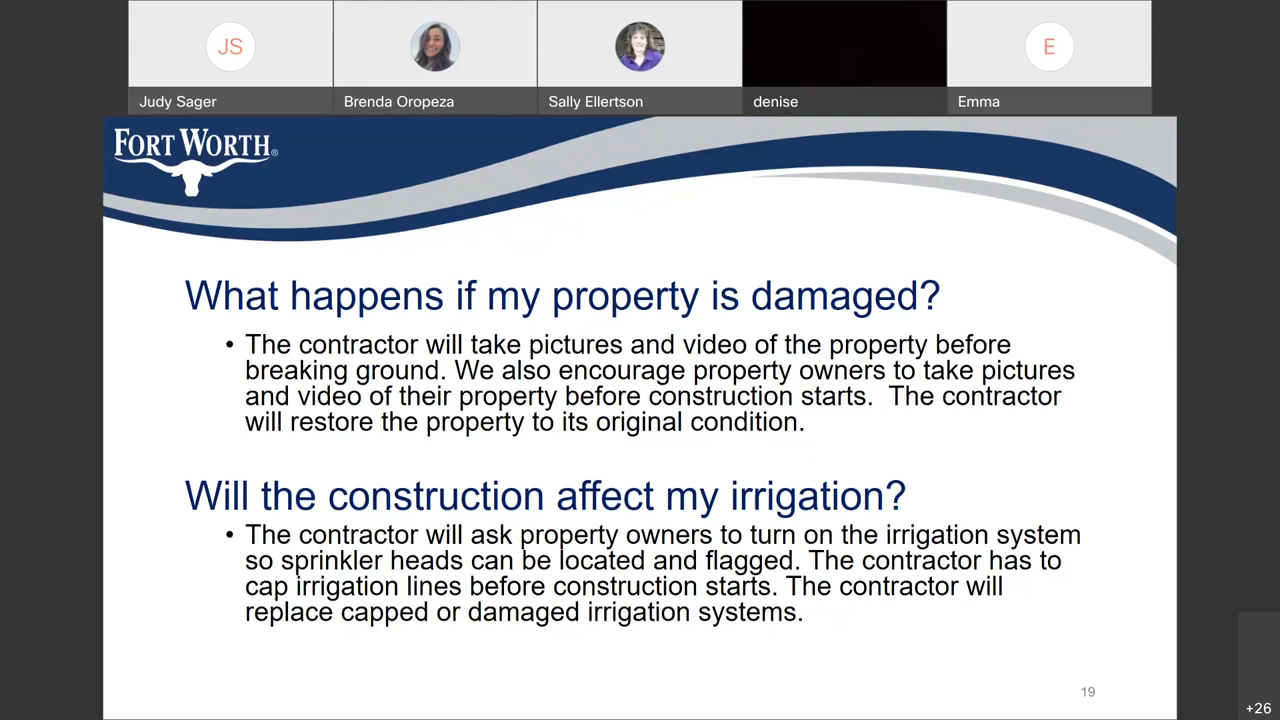 JS
E
Judy Sager
Brenda Oropeza
Sally Ellertson
denise
Emma
FORT WORTH®
What happens if my property is damaged?
• The contractor will take pictures and video of the property before
breaking ground. We also encourage property owners to take pictures
and video of their property before construction starts.  The contractor
will restore the property to its original condition.
Will the construction affect my irrigation?
• The contractor will ask property owners to turn on the irrigation system
so sprinkler heads can be located and flagged. The contractor has to
cap irrigation lines before construction starts. The contractor will
replace capped or damaged irrigation systems.
19
+26